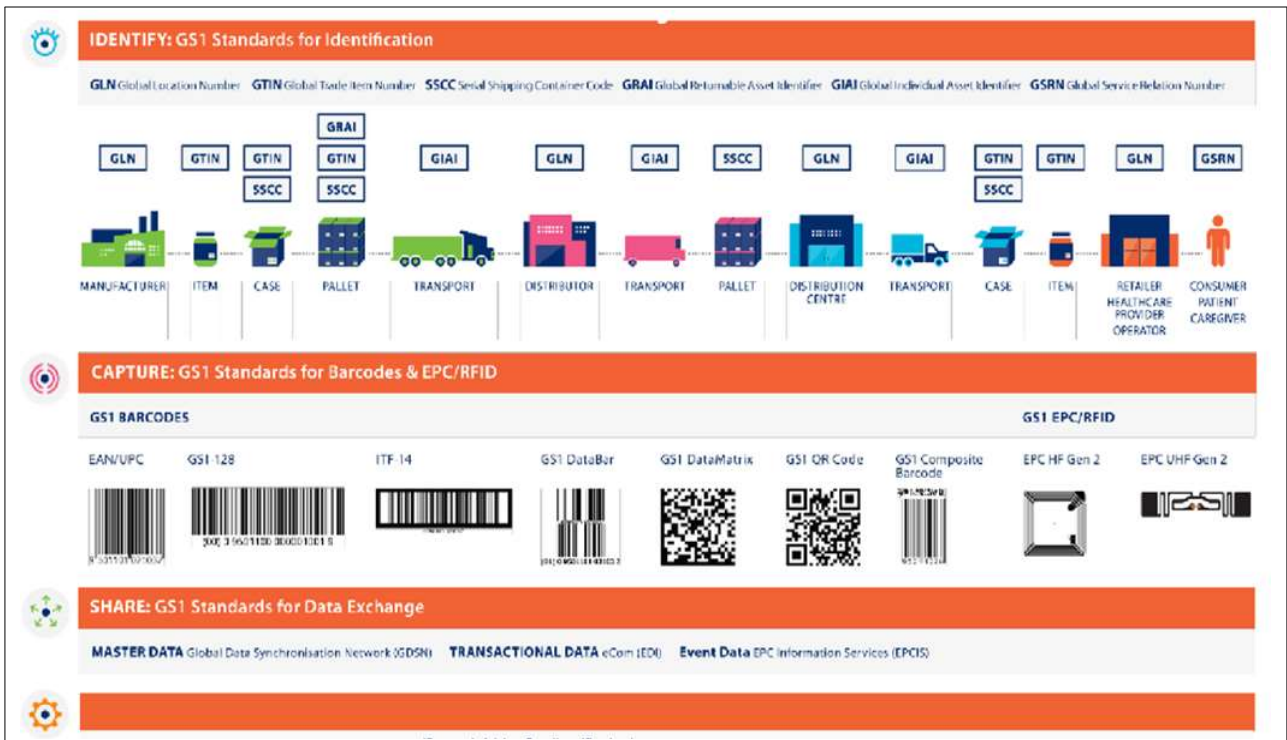 IDENTIFY: GS1 Standards for Identification
GLN Global Location Number GTIN Global Trade Item Number SSCC Serial Shipping Container Code GRAI Global Returnable Asset Identifier GIAI Global Individual Asset Identifier GSRN Global Service Relation Number
GRAI
GLN GTIN GTIN GTIN GIAI GLN GIAI SSCC GLN GIAI GTIN GTIN GLN GSRN
SSCC SSCC SSCC
MANUFACTURER ITEM CASE PALLET TRANSPORT DISTRIBUTOR TRANSPORT PALLET DISTRIBUTION TRANSPORT CASE ITEM RETAILER CONSUMER
CENTRE HEALTHCARE PATIENT
PROVIDER CAREGIVER
OPERATOR
CAPTURE: GS1 Standards for Barcodes & EPC/RFID
GS1 BARCODES GS1 EPC/RFID
EAN/UPC GS1-128 ITF-14 GS1 DataBar GS1 DataMatrix GS1 QR Code GS1 Composite EPC HF Gen 2 EPC UHF Gen 2
Barcode
SHARE: GS1 Standards for Data Exchange
MASTER DATA Global Data Synchronisation Network (GDSN) TRANSACTIONAL DATA eCom (EDI) Event Data EPC Information Services (EPCIS)